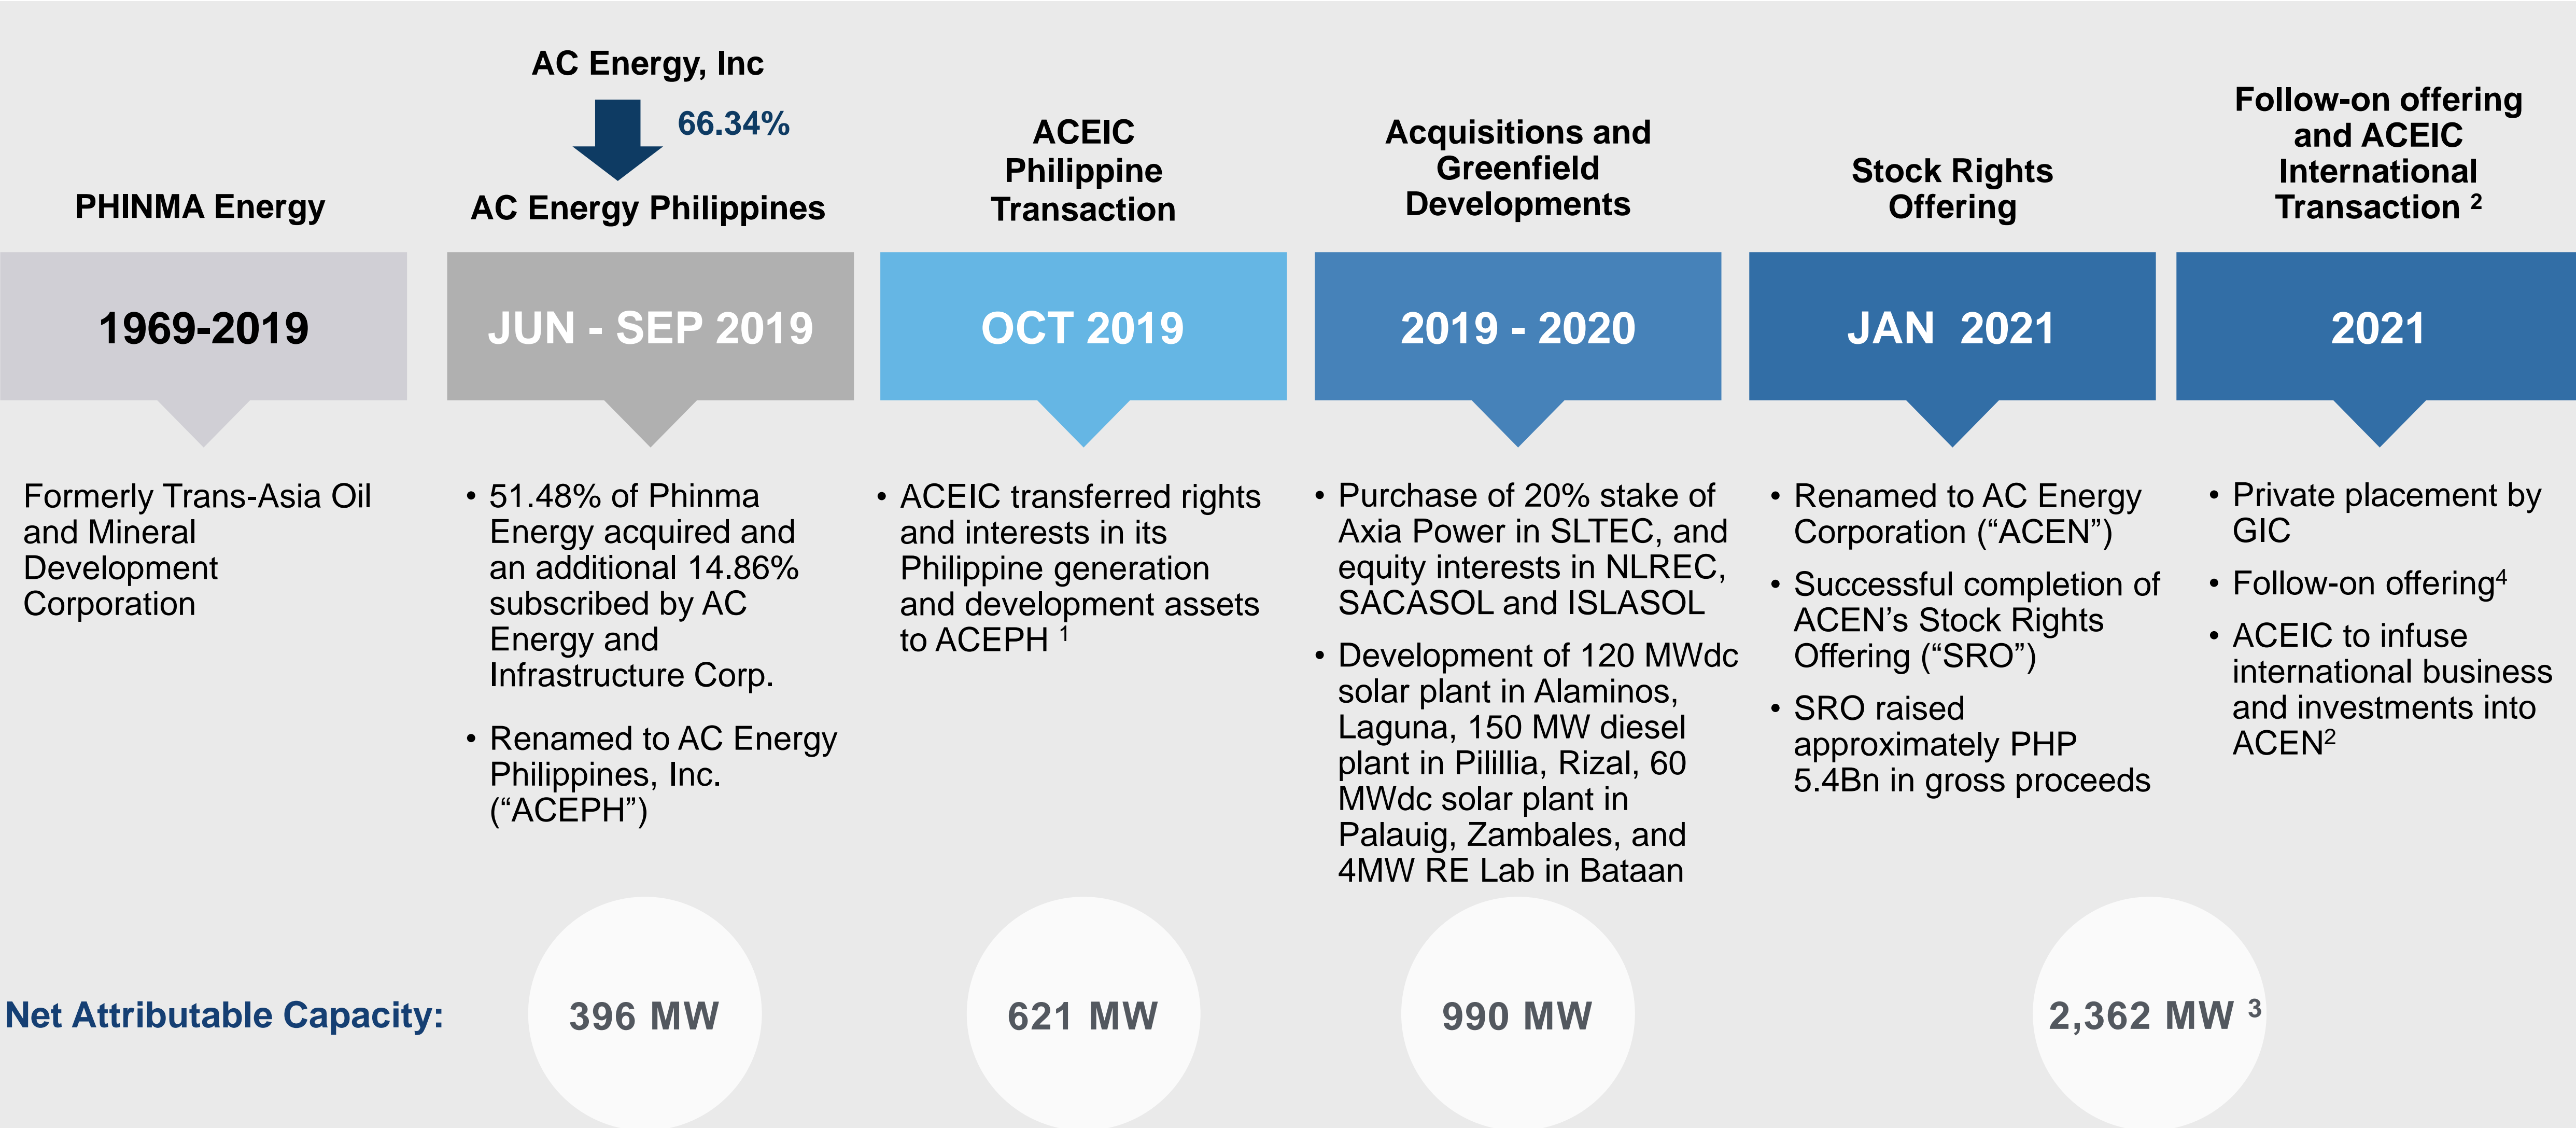 PHINMA Energy
1969-2019
Formerly Trans-Asia Oil
and Mineral
Development
Corporation
AC Energy, Inc
66.34%
AC Energy Philippines
JUN - SEP 2019
• 51.48% of Phinma
Energy acquired and
an additional 14.86%
subscribed by AC
Energy and
Infrastructure Corp.
• Renamed to AC Energy
Philippines, Inc.
(“ACEPH”)
ACEIC
Philippine
Transaction
OCT 2019
• ACEIC transferred rights
and interests in its
Philippine generation
and development assets
to ACEPH ¹
Acquisitions and
Greenfield
Developments
2019 - 2020
• Purchase of 20% stake of
Axia Power in SLTEC, and
equity interests in NLREC,
SACASOL and ISLASOL
• Development of 120 MWdc
solar plant in Alaminos,
Laguna, 150 MW diesel
plant in Pilillia, Rizal, 60
MWdc solar plant in
Palauig, Zambales, and
4MW RE Lab in Bataan
Stock Rights
Offering
JAN 2021
• Renamed to AC Energy
Corporation (“ACEN”)
• Successful completion of
ACEN’s Stock Rights
Offering (“SRO”)
• SRO raised
approximately PHP
5.4Bn in gross proceeds
Follow-on offering
and ACEIC
International
Transaction ²
2021
• Private placement by
GIC
• Follow-on offering⁴
• ACEIC to infuse
international business
and investments into
ACEN²
Net Attributable Capacity:
396 MW
621 MW
990 MW
2,362 MW ³